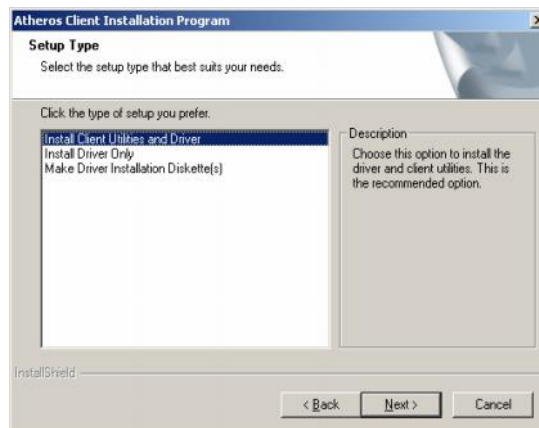 Atheros Client Installation Program
Setup Type
Select the setup type that best suits your needs.
Click the type of setup you prefer.
Install Client Utilities and Driver
Install Driver Only
Make Driver Installation Diskette(s)
Description
Choose this option to install the
driver and client utilities. This is
the recommended option.
InstallShield
< Back
Next >
Cancel